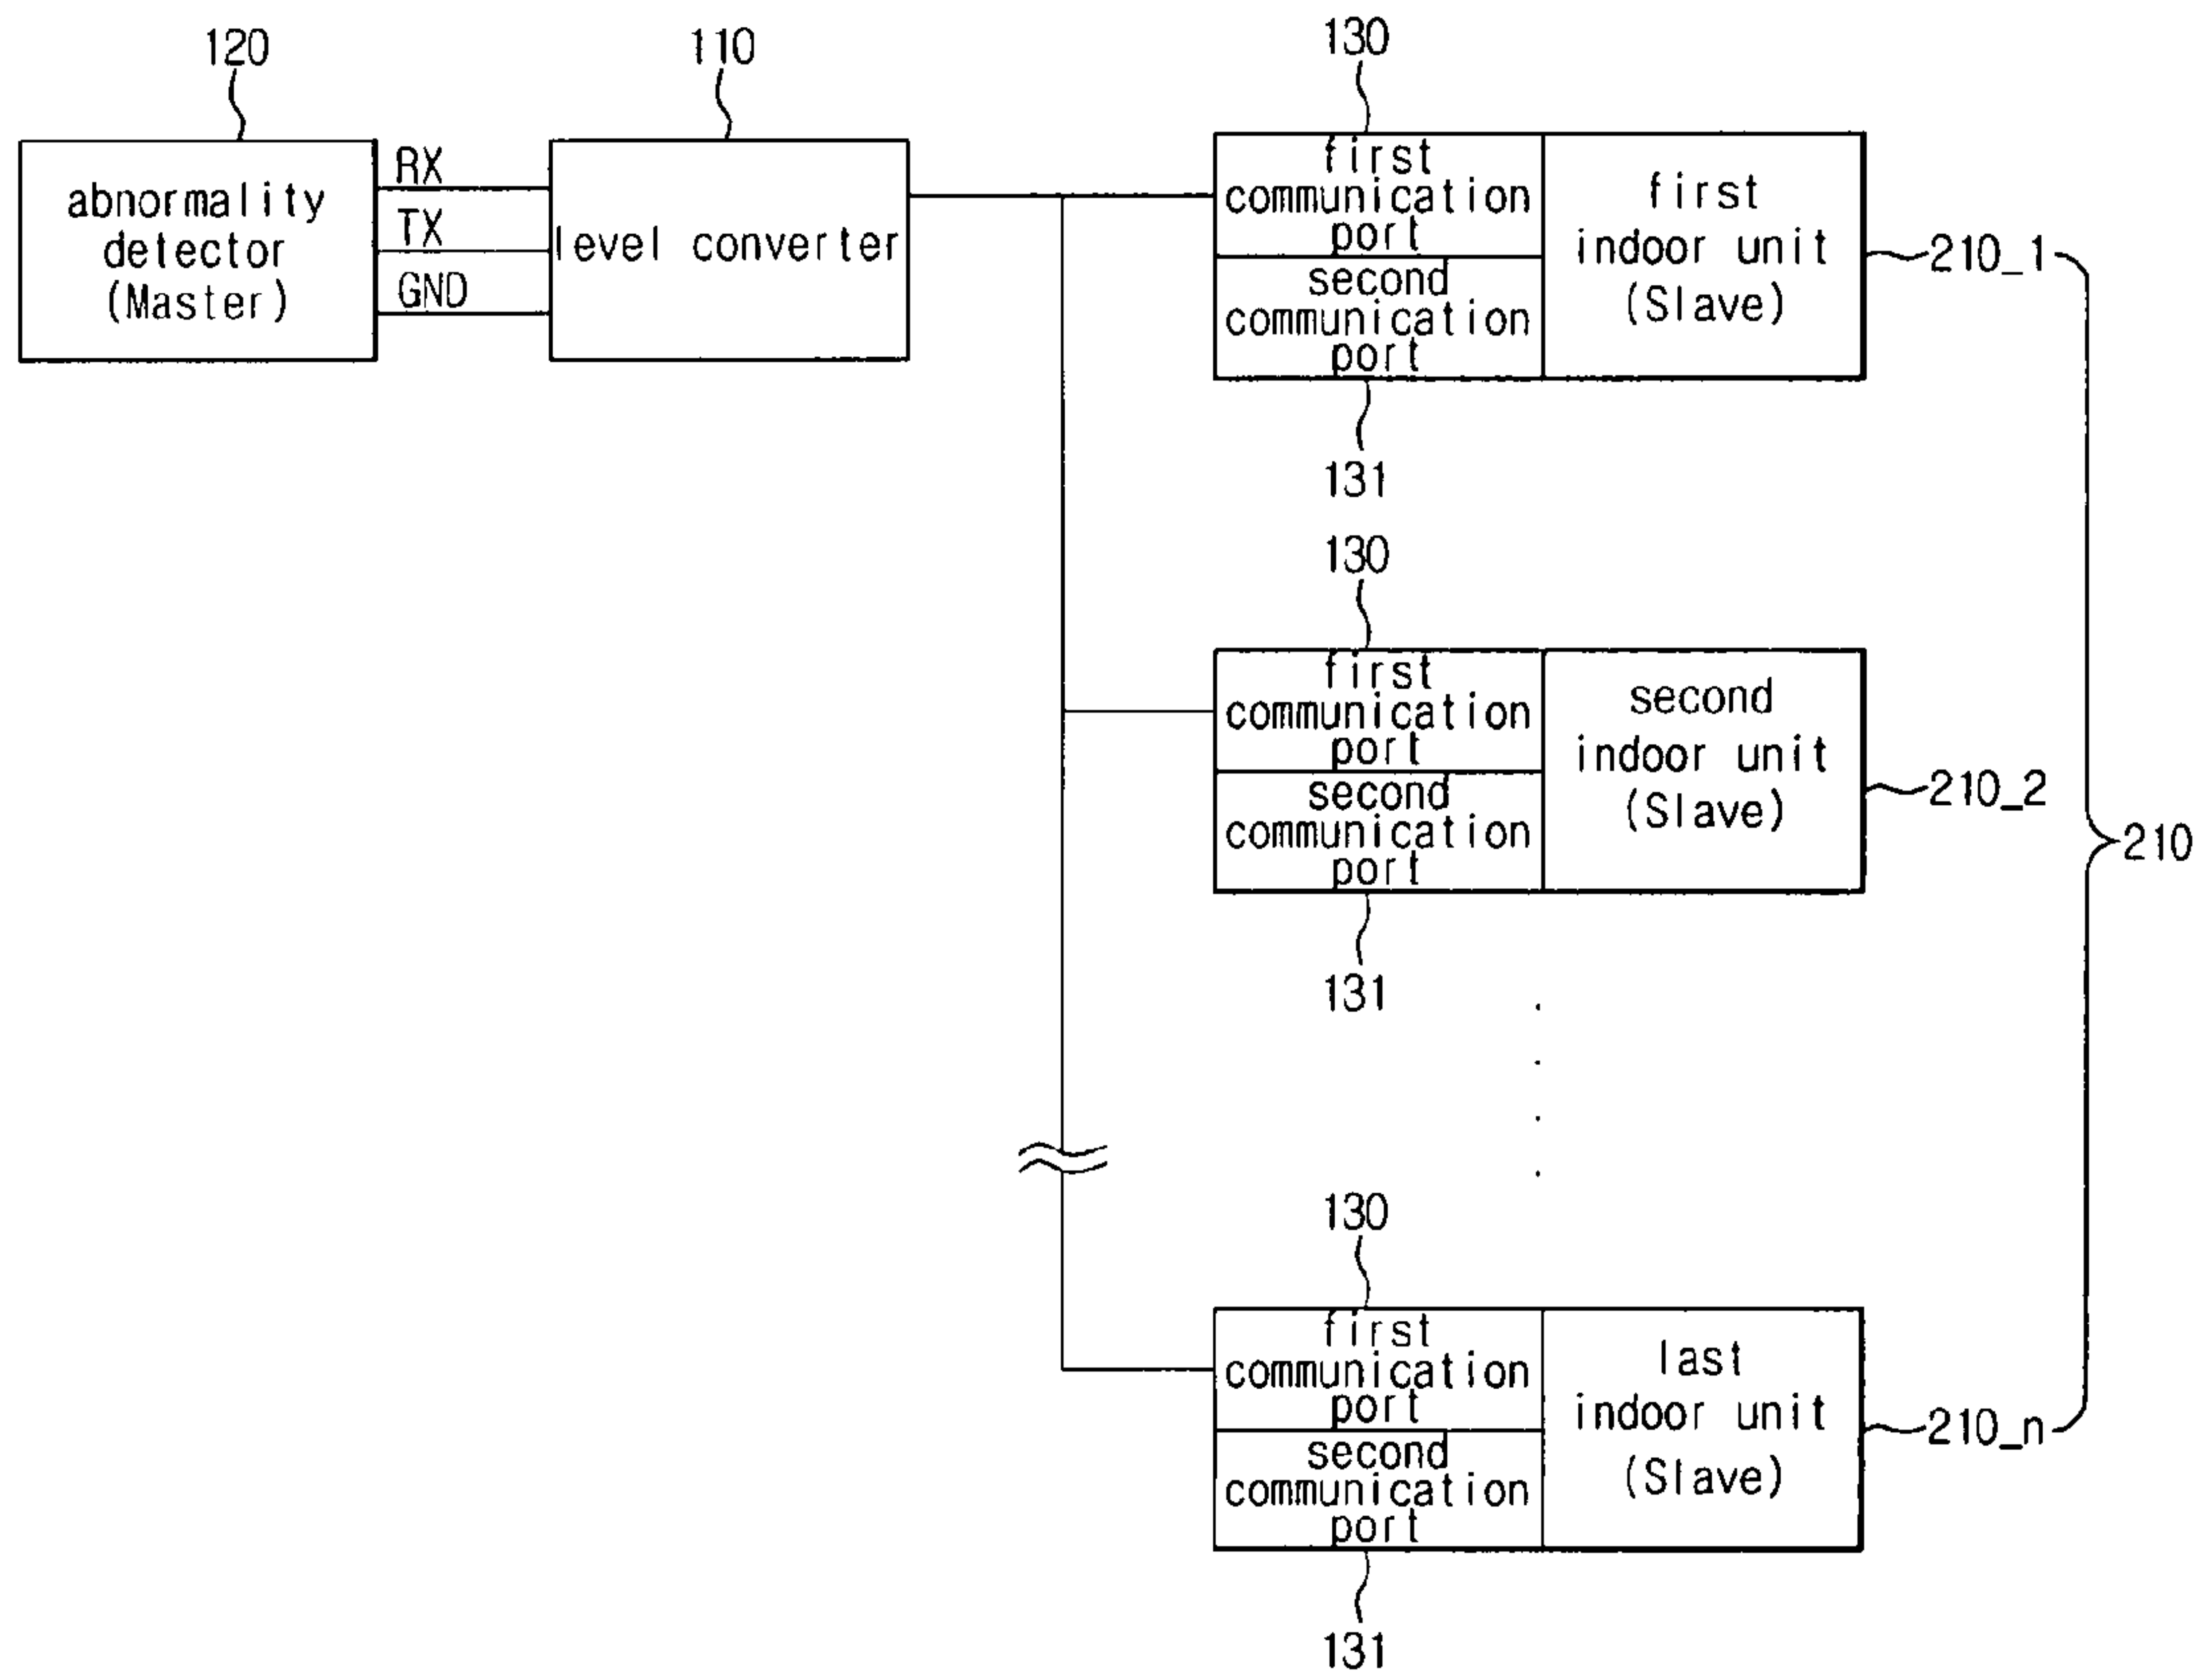 120
110
130
abnormality
detector
(Master)
RX
TX
GND
level converter
first
communication
port
second
communication
port
first
indoor unit
(Slave)
210_1
131
130
first
communication
port
second
communication
port
second
indoor unit
(Slave)
210_2
210
131
130
first
communication
port
second
communication
port
last
indoor unit
(Slave)
210_n
131